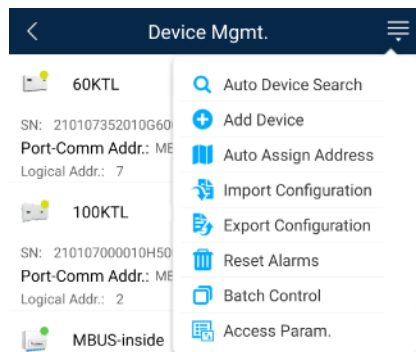 Device Mgmt.
60KTL
SN: 210107352010G60
Port-Comm Addr.: ME
Logical Addr.: 7
100KTL
SN: 210107000010H50
Port-Comm Addr.: ME
Logical Addr.: 2
MBUS-inside
Auto Device Search
Add Device
Auto Assign Address
Import Configuration
Export Configuration
Reset Alarms
Batch Control
Access Param.